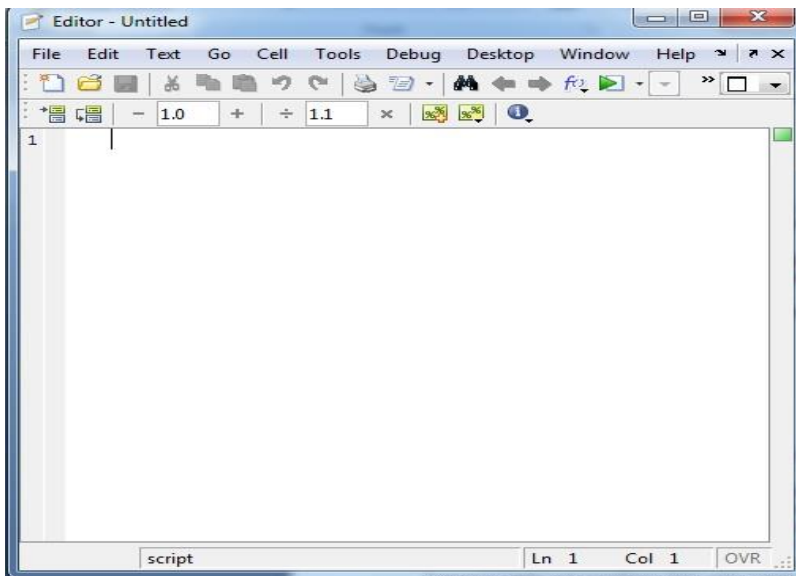 Editor - Untitled
File Edit Text Go Cell Tools Debug Desktop Window Help
− 1.0 + ÷ 1.1 ×
1
script Ln 1 Col 1 OVR